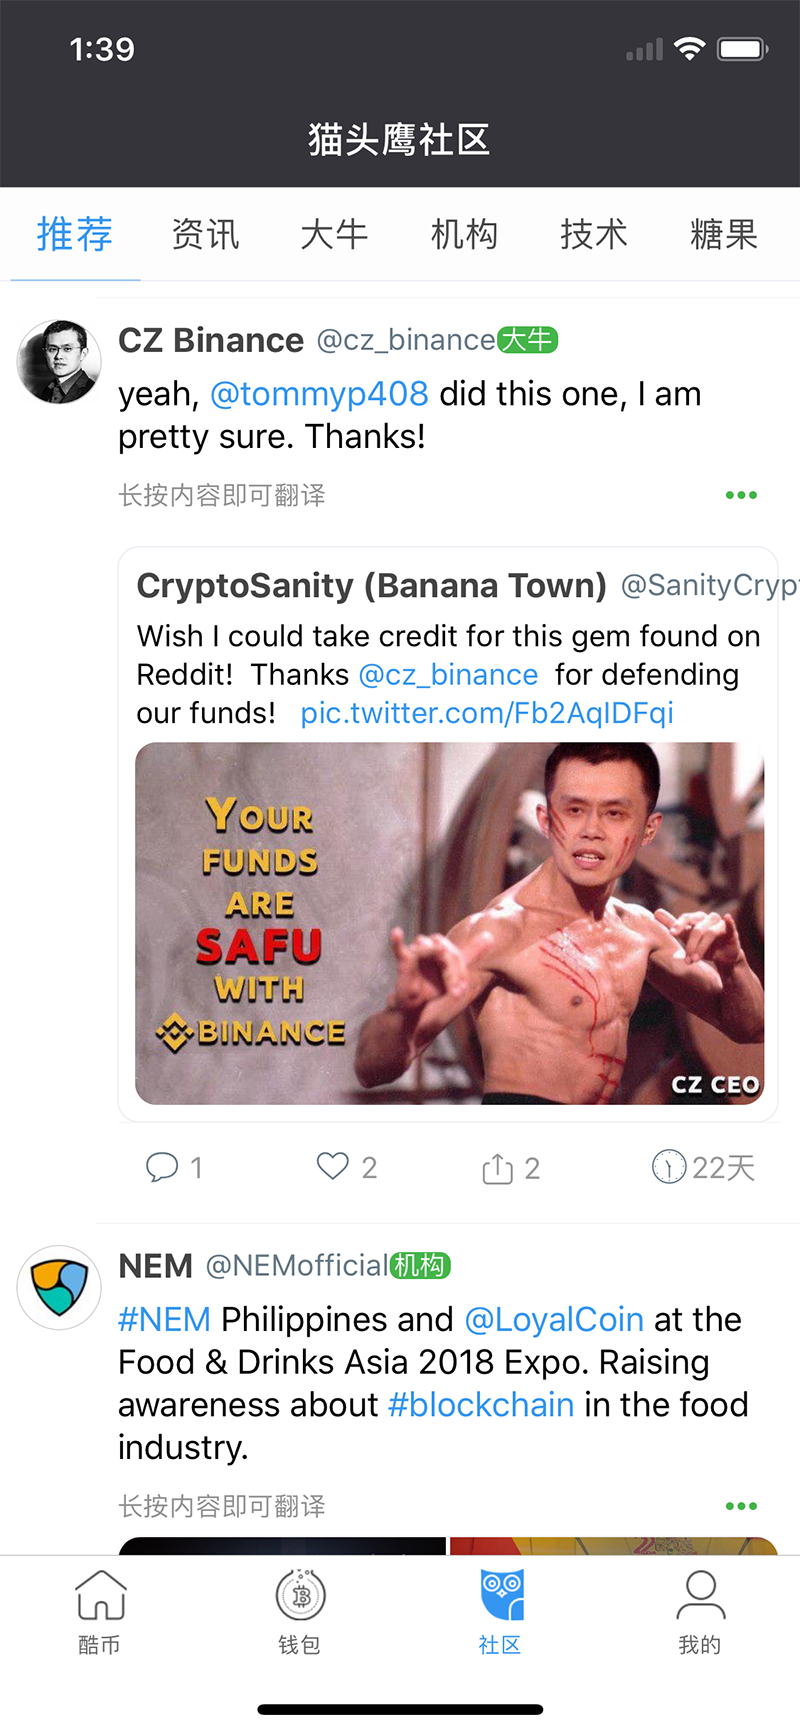 1:39
猫头鹰社区
推荐 资讯 大牛 机构 技术 糖果
CZ Binance @cz_binance 大牛
yeah, @tommyp408 did this one, I am
pretty sure. Thanks!
长按内容即可翻译
CryptoSanity (Banana Town) @SanityCryp
Wish I could take credit for this gem found on
Reddit! Thanks @cz_binance for defending
our funds! pic.twitter.com/Fb2AqIDFqi
YOUR
FUNDS
ARE
SAFU
WITH
BINANCE
CZ CEO
1 2 2 22天
NEM @NEMofficial 机构
#NEM Philippines and @LoyalCoin at the
Food & Drinks Asia 2018 Expo. Raising
awareness about #blockchain in the food
industry.
长按内容即可翻译
酷币 钱包 社区 我的